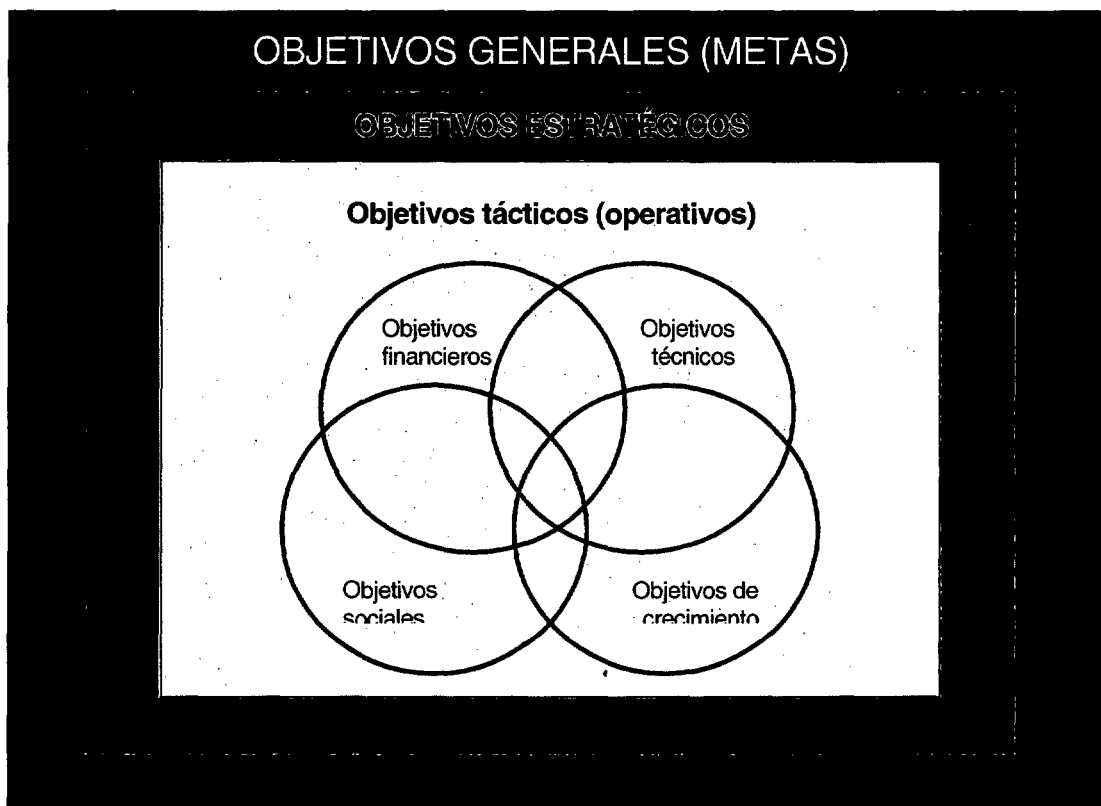 OBJETIVOS GENERALES (METAS)
OBJETIVOS ESTRATÉGICOS
Objetivos tácticos (operativos)
Objetivos
financieros
Objetivos
técnicos
Objetivos
sociales
Objetivos de
crecimiento